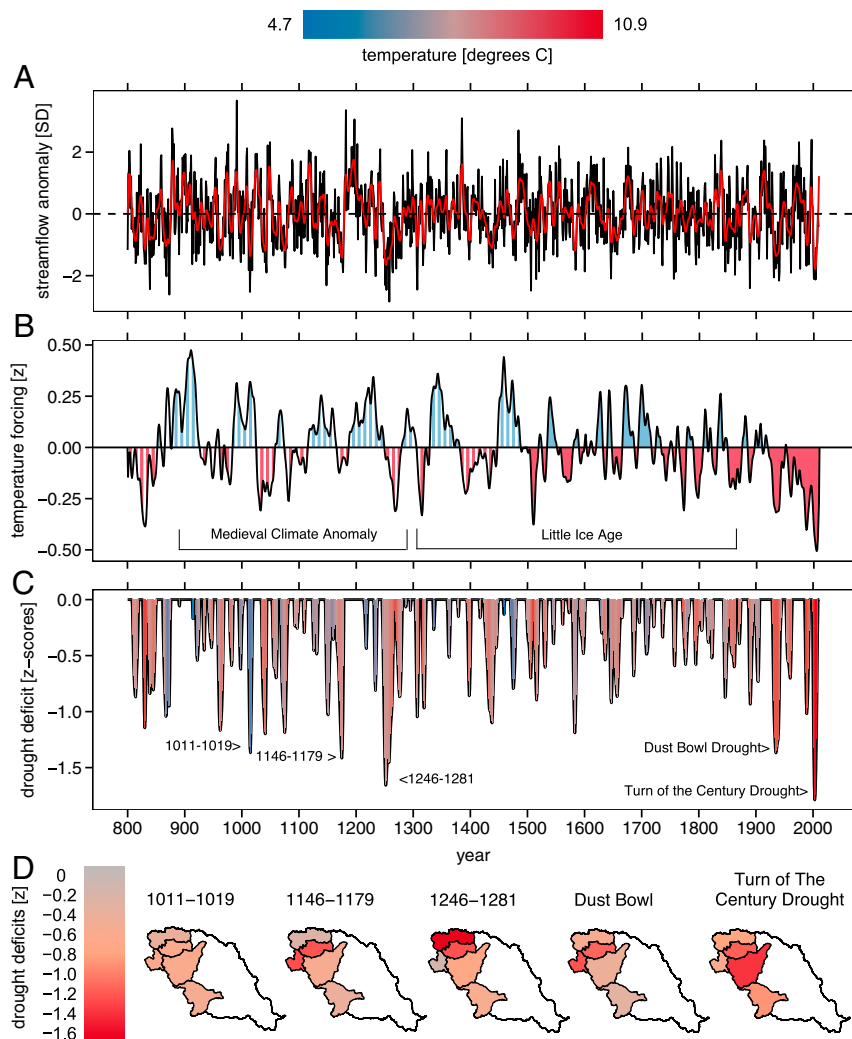 4.7 10.9
temperature [degrees C]
A
streamflow anomaly [SD]
2
0
−2
B
temperature forcing [z]
0.50
0.25
0.00
−0.25
−0.50
Medieval Climate Anomaly
Little Ice Age
C
drought deficit [z−scores]
0.0
−0.5
−1.0
−1.5
1011-1019>
1146-1179 >
<1246-1281
Dust Bowl Drought>
Turn of the Century Drought>
800 900 1000 1100 1200 1300 1400 1500 1600 1700 1800 1900 2000
year
D
drought deficits [z]
0
−0.2
−0.4
−0.6
−0.8
−1.0
−1.2
−1.4
−1.6
1011−1019
1146−1179
1246−1281
Dust Bowl
Turn of The
Century Drought